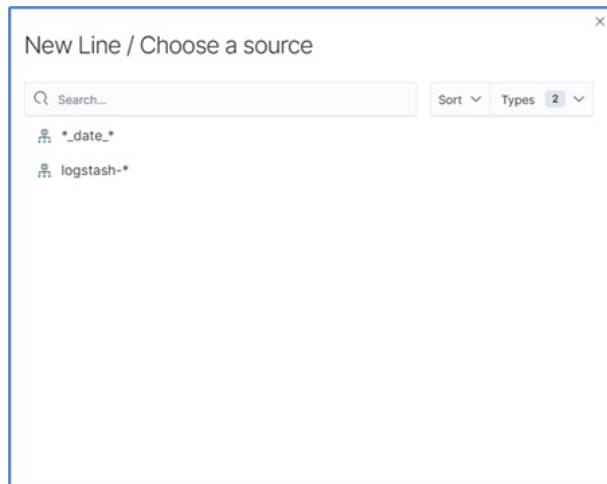 New Line / Choose a source
Search...
Sort
Types 2
*_date_*
logstash-*